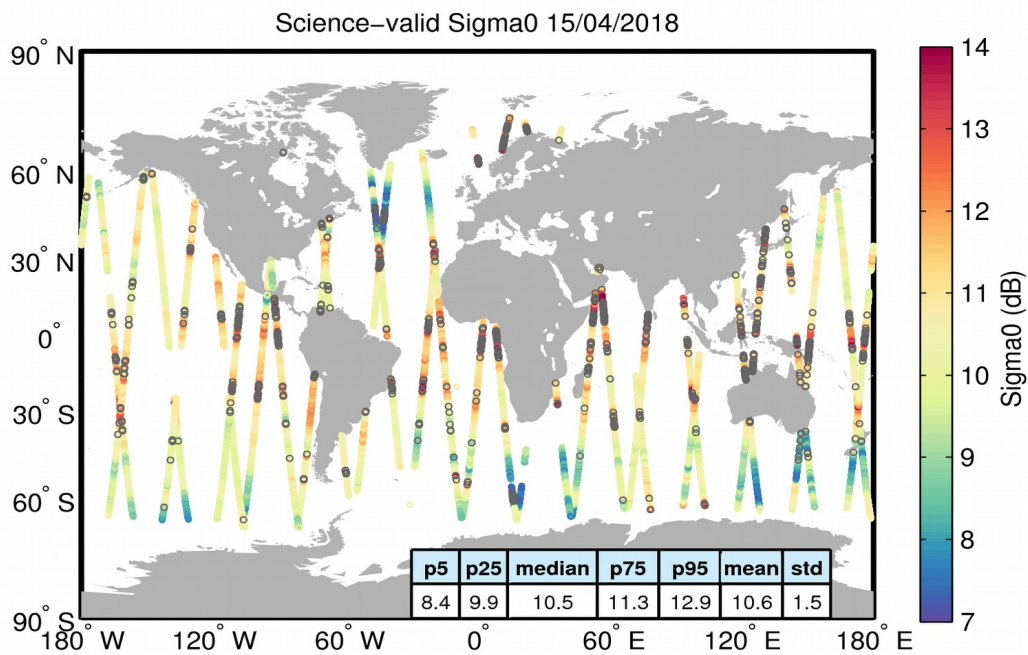 Science−valid Sigma0 15/04/2018
90° N
60° N
30° N
0°
30° S
60° S
90° S
180° W
120° W
60° W
0°
60° E
120° E
180° E
p5 p25 median p75 p95 mean std
8.4 9.9 10.5 11.3 12.9 10.6 1.5
14
13
12
11
10
9
8
7
Sigma0 (dB)